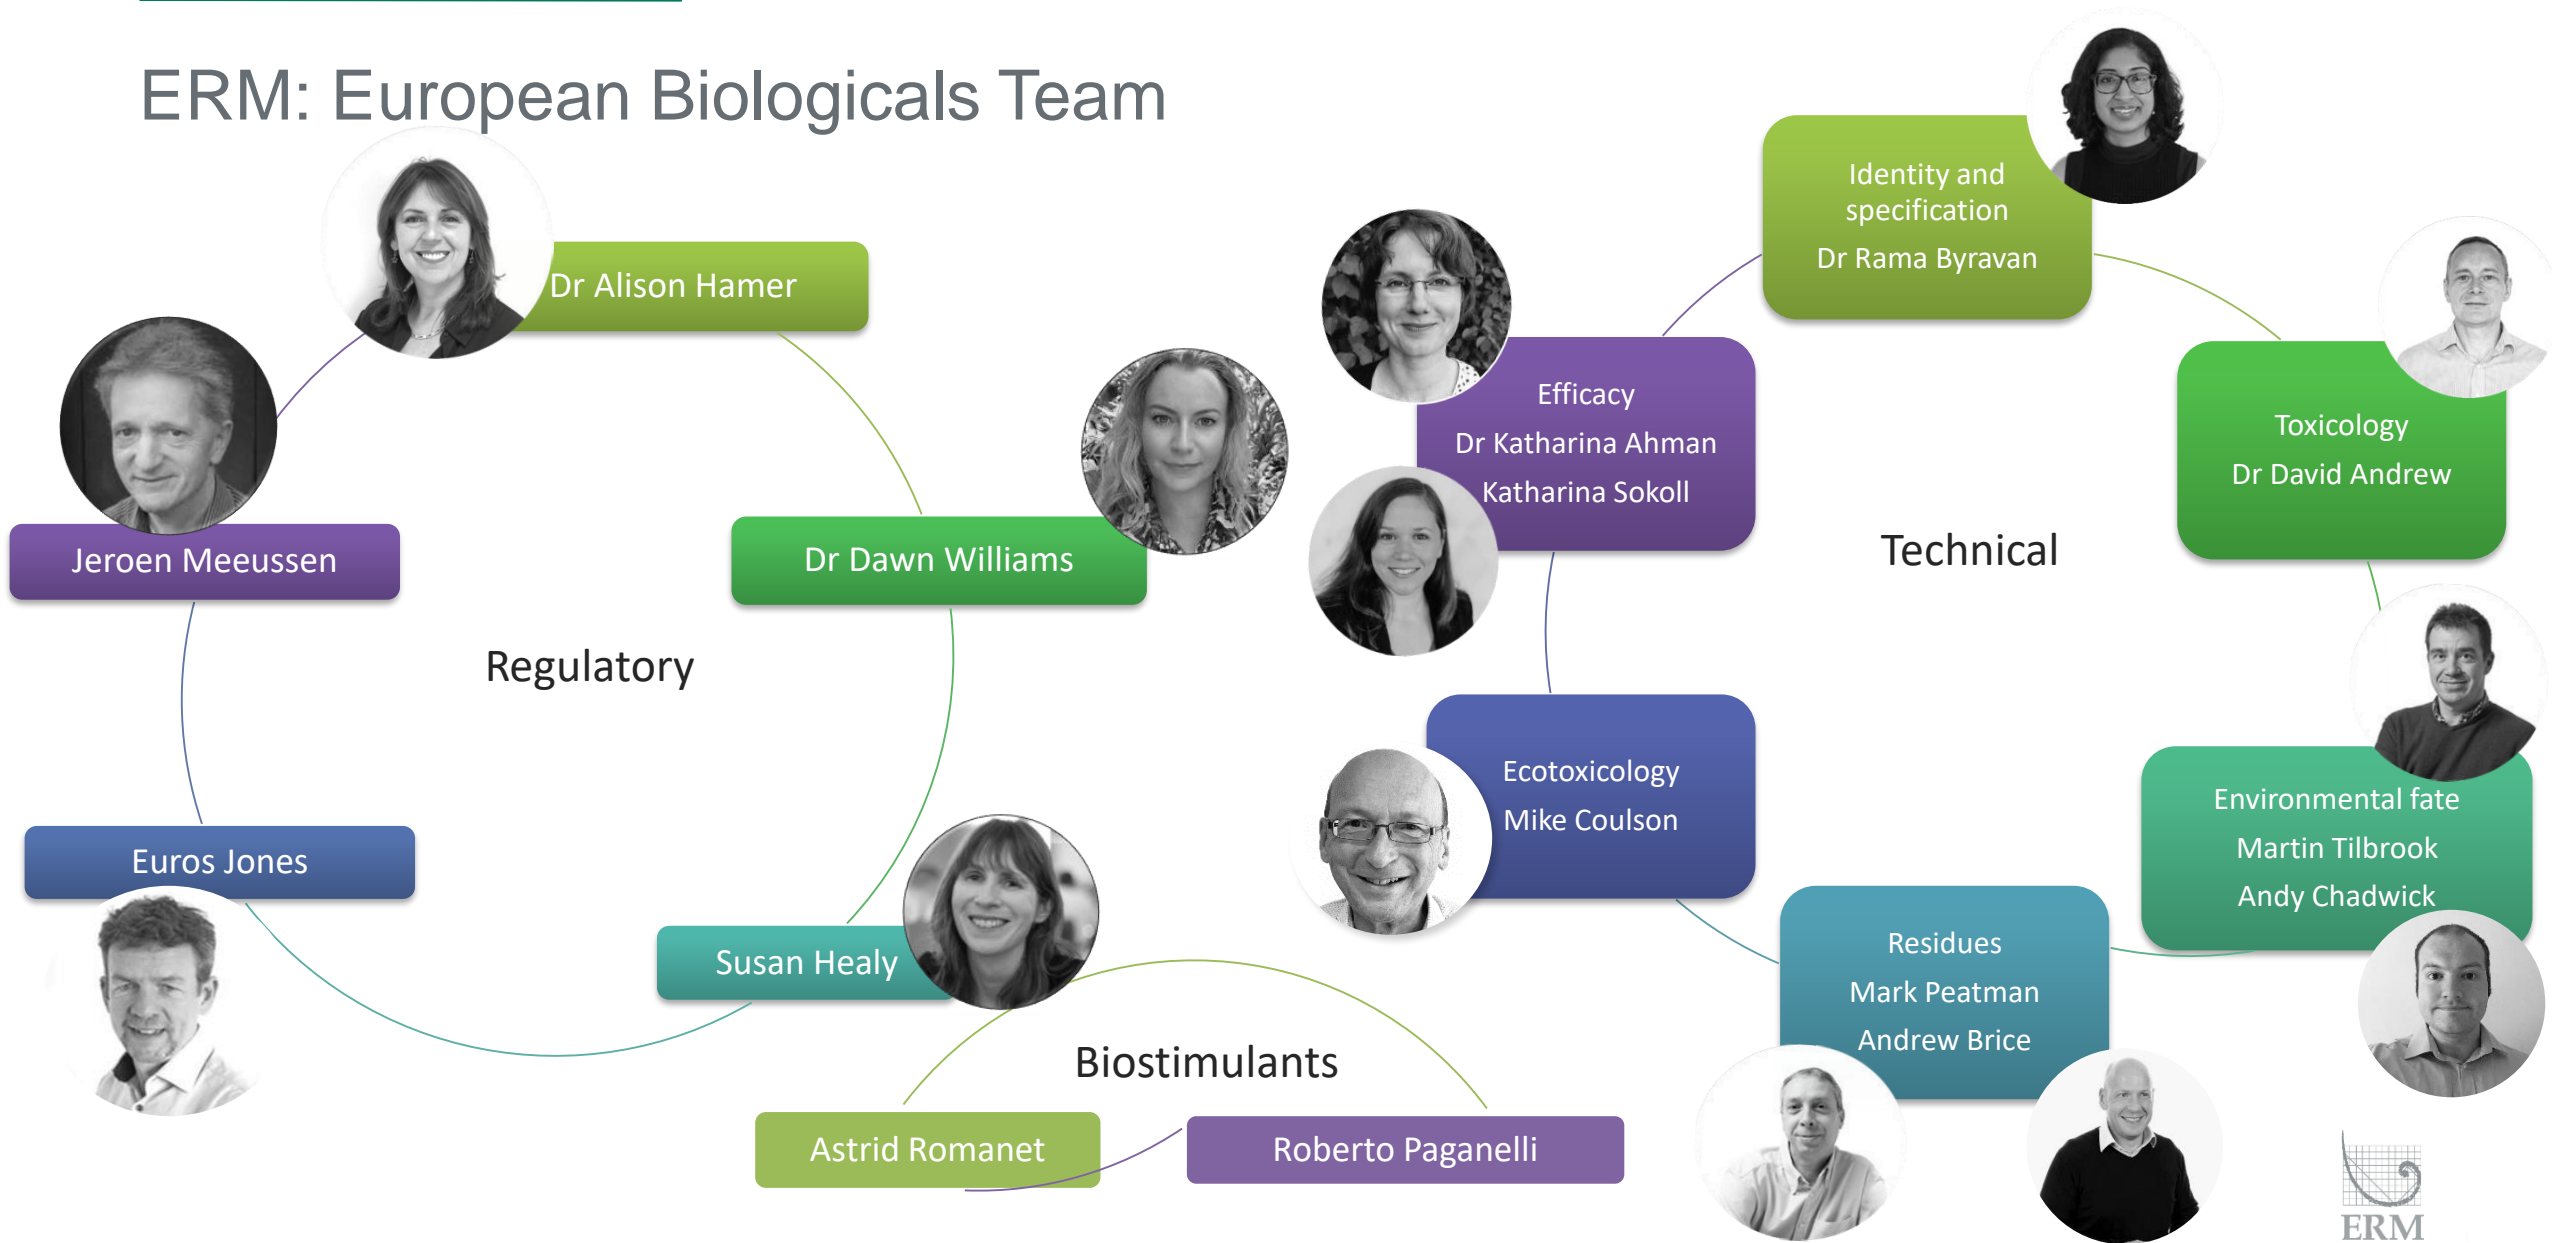 ERM: European Biologicals Team
Dr Alison Hamer
Jeroen Meeussen
Dr Dawn Williams
Regulatory
Euros Jones
Susan Healy
Biostimulants
Astrid Romanet
Roberto Paganelli
Identity and
specification
Dr Rama Byravan
Efficacy
Dr Katharina Ahman
Katharina Sokoll
Toxicology
Dr David Andrew
Technical
Ecotoxicology
Mike Coulson
Environmental fate
Martin Tilbrook
Andy Chadwick
Residues
Mark Peatman
Andrew Brice
ERM